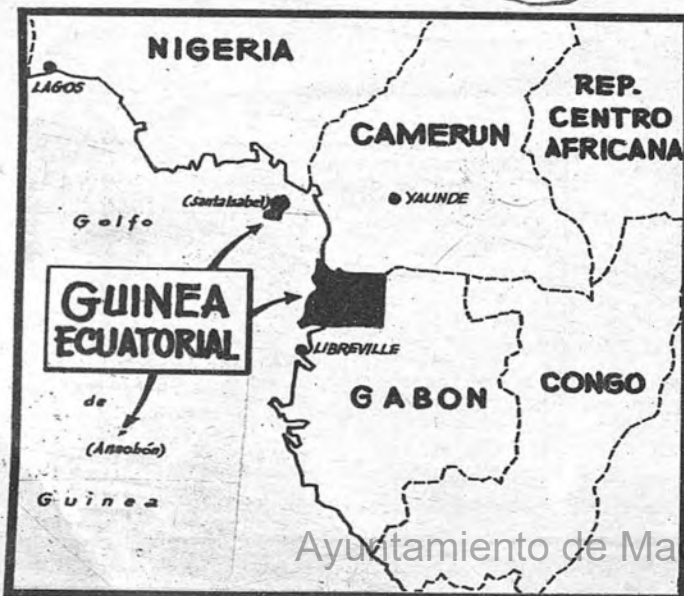 NIGERIA
LAGOS
REP.
CENTRO
AFRICANA
CAMERUN
(Santa Isabel)
YAUNDE
Golfo
GUINEA
ECUATORIAL
LIBREVILLE
de
GABON
CONGO
(Annobón)
Guinea
Ayuntamiento de Mad